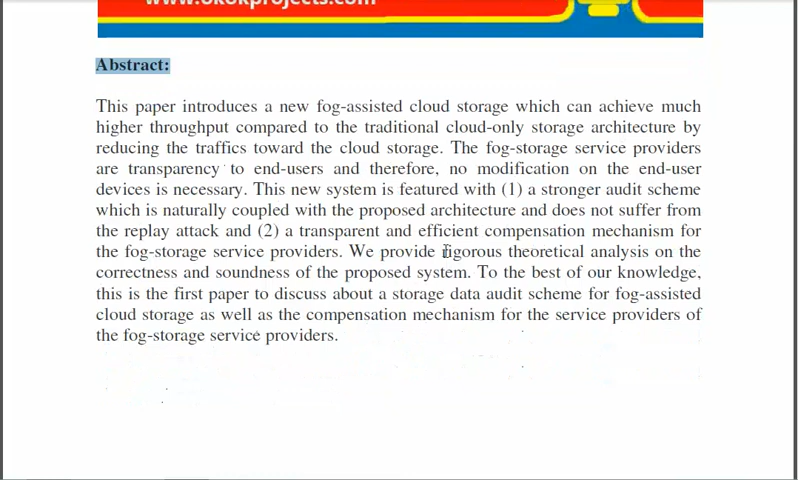 www.okokprojects.com
Abstract:
This paper introduces a new fog-assisted cloud storage which can achieve much
higher throughput compared to the traditional cloud-only storage architecture by
reducing the traffics toward the cloud storage. The fog-storage service providers
are transparency to end-users and therefore, no modification on the end-user
devices is necessary. This new system is featured with (1) a stronger audit scheme
which is naturally coupled with the proposed architecture and does not suffer from
the replay attack and (2) a transparent and efficient compensation mechanism for
the fog-storage service providers. We provide rigorous theoretical analysis on the
correctness and soundness of the proposed system. To the best of our knowledge,
this is the first paper to discuss about a storage data audit scheme for fog-assisted
cloud storage as well as the compensation mechanism for the service providers of
the fog-storage service providers.